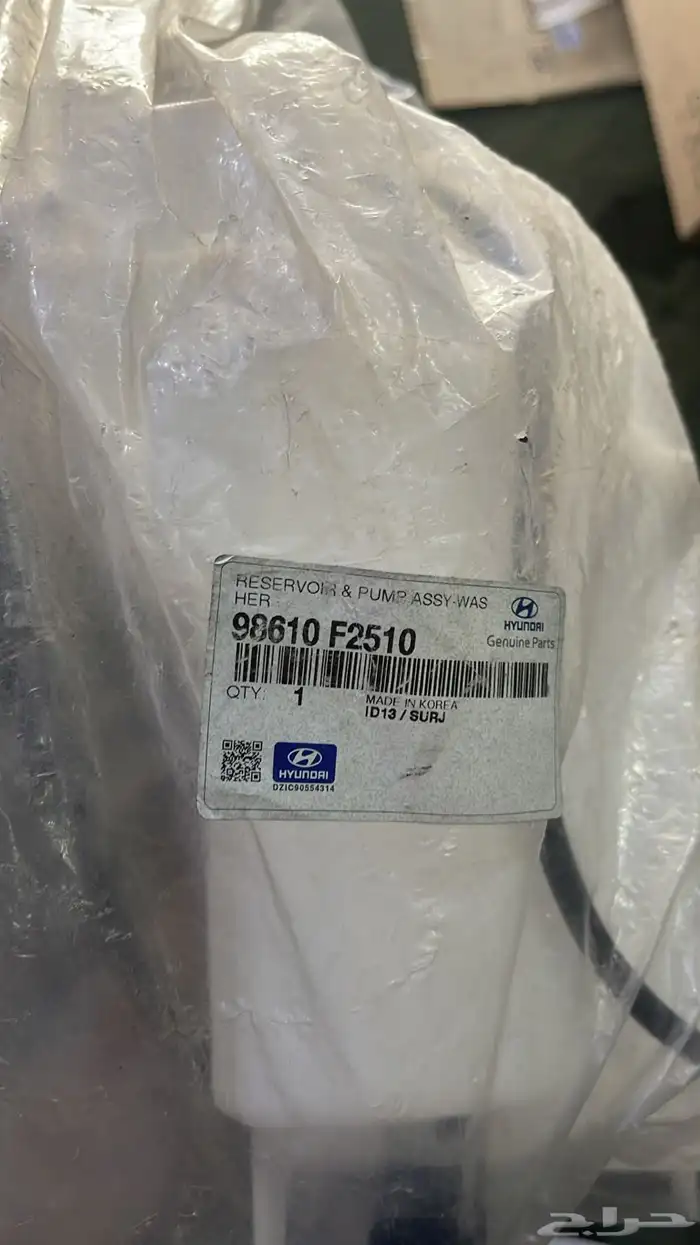 RESERVOIR & PUMP ASSY-WAS
HER
HYUNDAI
Genuine Parts
98610 F2510
QTY: 1
MADE IN KOREA
ID13 / SURJ
HYUNDAI
DZIC90554314
حراج